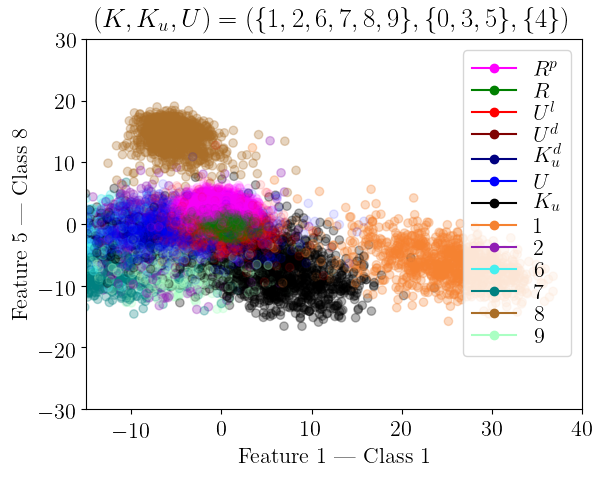 (K, K_u, U) = ({1, 2, 6, 7, 8, 9}, {0, 3, 5}, {4})
30
20
10
0
−10
−20
−30
Feature 5 — Class 8
−10
0
10
20
30
40
Feature 1 — Class 1
R^p
R
U^l
U^d
K_u^d
U
K_u
1
2
6
7
8
9